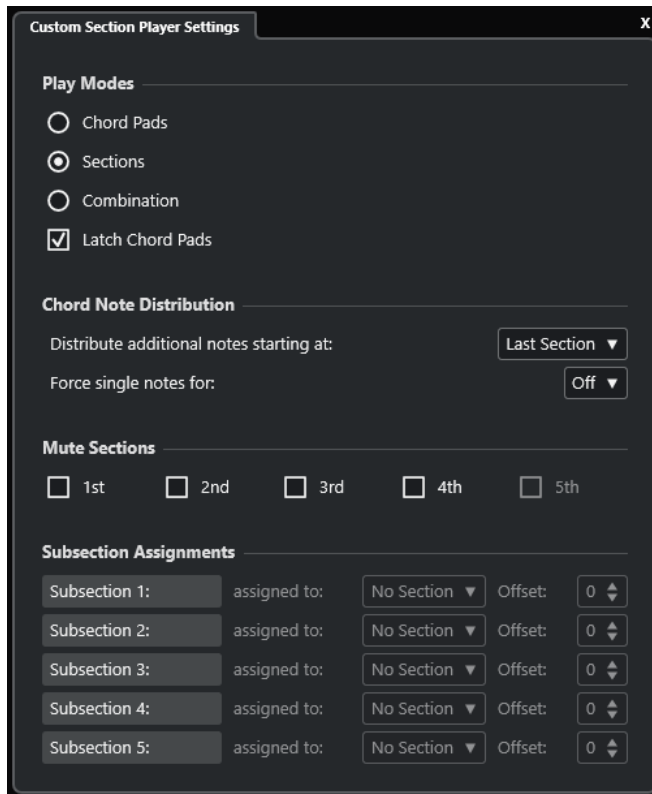 Custom Section Player Settings X
Play Modes
Chord Pads
Sections
Combination
Latch Chord Pads
Chord Note Distribution
Distribute additional notes starting at: Last Section
Force single notes for: Off
Mute Sections
1st 2nd 3rd 4th 5th
Subsection Assignments
Subsection 1: assigned to: No Section Offset: 0
Subsection 2: assigned to: No Section Offset: 0
Subsection 3: assigned to: No Section Offset: 0
Subsection 4: assigned to: No Section Offset: 0
Subsection 5: assigned to: No Section Offset: 0